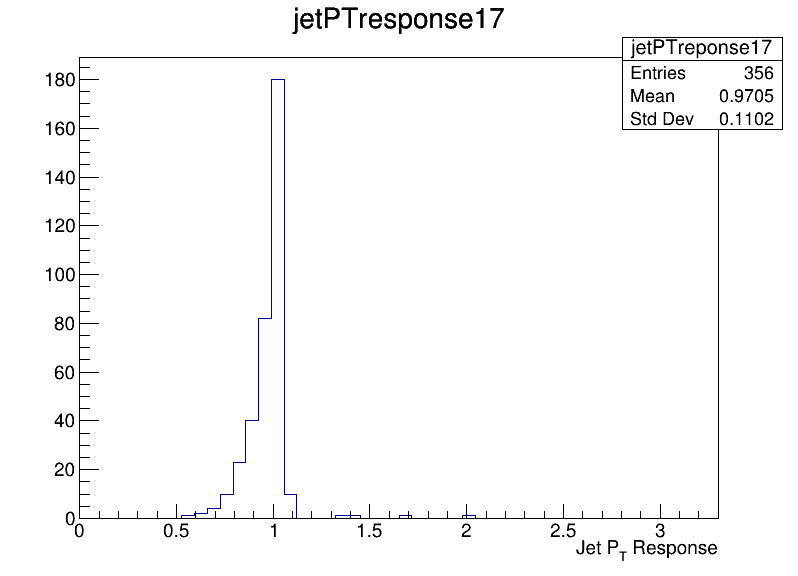 jetPTresponse17
jetPTreponse17
Entries 356
Mean 0.9705
Std Dev 0.1102
180
160
140
120
100
80
60
40
20
0
0 0.5 1 1.5 2 2.5 3
Jet PT Response